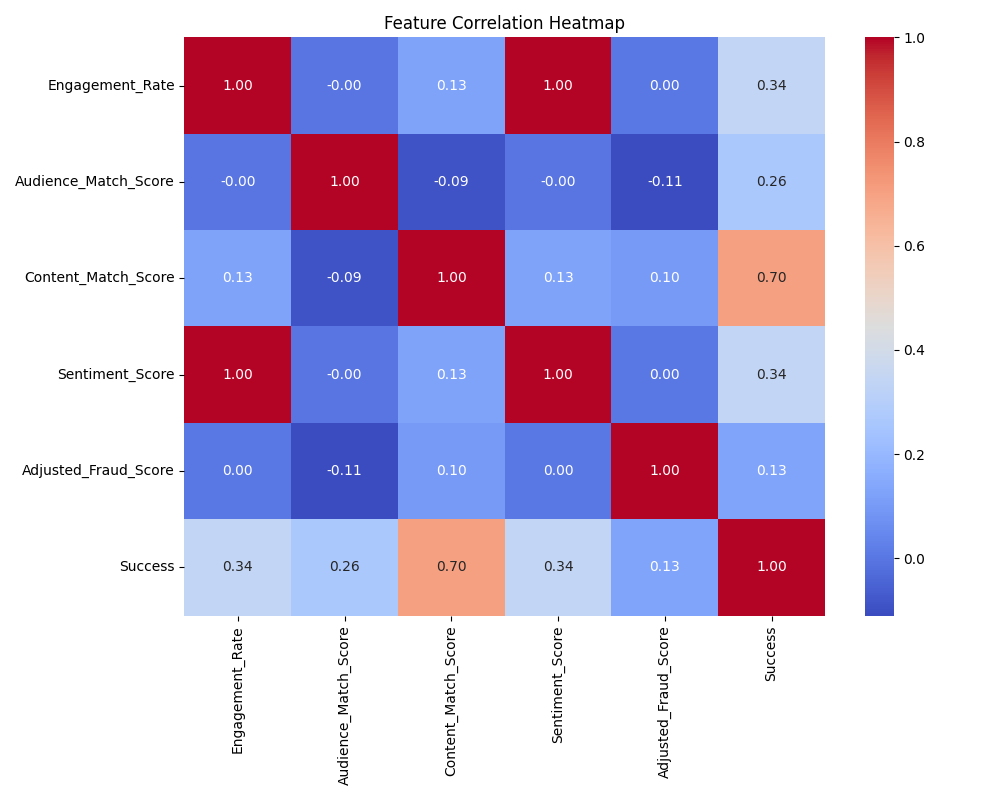 Feature Correlation Heatmap
Engagement_Rate 1.00 -0.00 0.13 1.00 0.00 0.34
Audience_Match_Score -0.00 1.00 -0.09 -0.00 -0.11 0.26
Content_Match_Score 0.13 -0.09 1.00 0.13 0.10 0.70
Sentiment_Score 1.00 -0.00 0.13 1.00 0.00 0.34
Adjusted_Fraud_Score 0.00 -0.11 0.10 0.00 1.00 0.13
Success 0.34 0.26 0.70 0.34 0.13 1.00
Engagement_Rate
Audience_Match_Score
Content_Match_Score
Sentiment_Score
Adjusted_Fraud_Score
Success
1.0
0.8
0.6
0.4
0.2
0.0